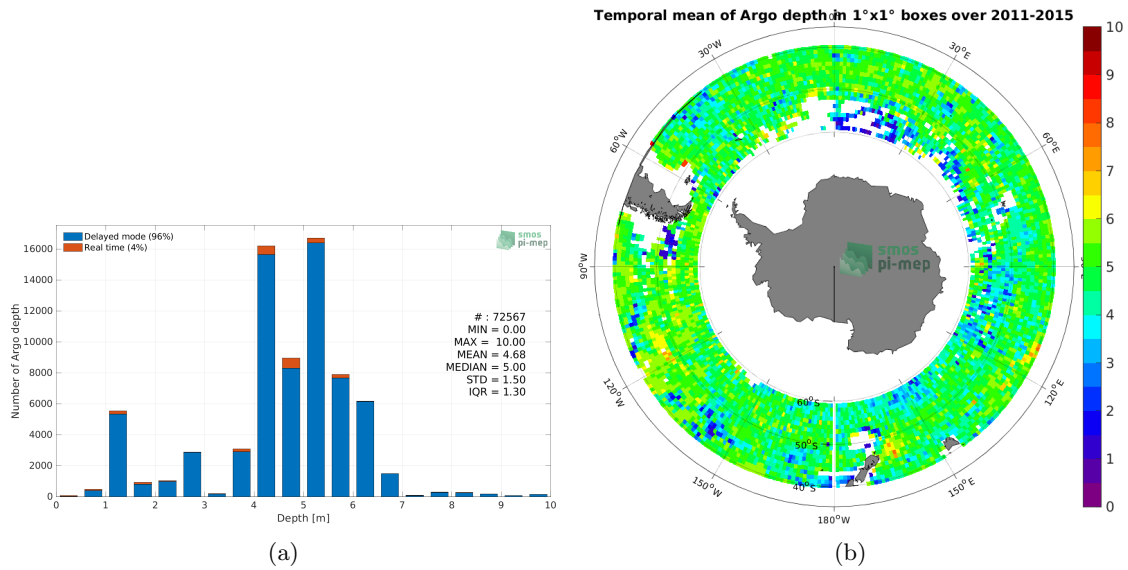 Delayed mode (96%)
Real time (4%)
smos
pi-mep
16000
14000
12000
10000
8000
6000
4000
2000
0
Number of Argo depth
# : 72567
MIN = 0.00
MAX = 10.00
MEAN = 4.68
MEDIAN = 5.00
STD = 1.50
IQR = 1.30
0 1 2 3 4 5 6 7 8 9 10
Depth [m]
(a)
Temporal mean of Argo depth in 1°x1° boxes over 2011-2015
30°W
30°E
60°W
60°E
90°W
120°W
120°E
150°W
150°E
180°W
60°S
50°S
40°S
smos
pi-mep
10
9
8
7
6
5
4
3
2
1
0
(b)